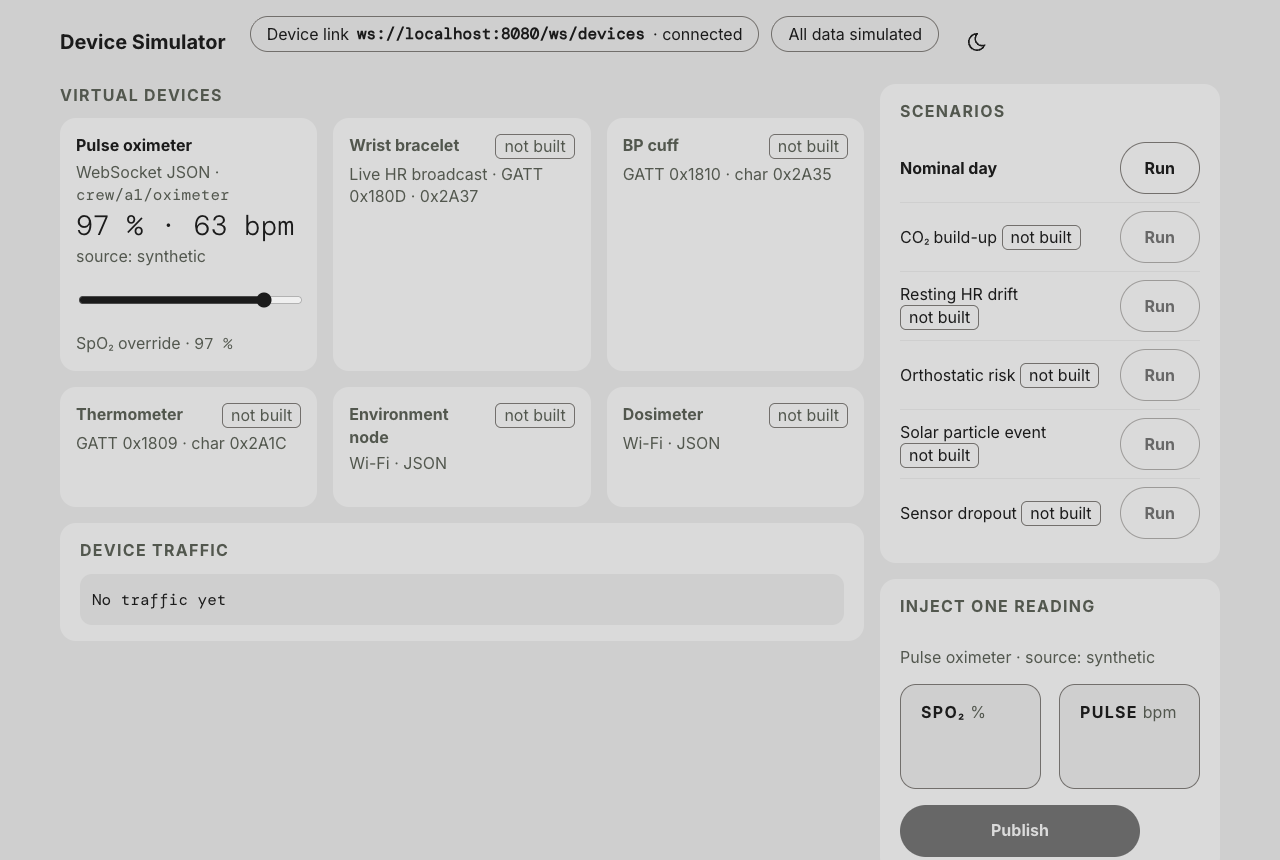 Device Simulator
Device link ws://localhost:8080/ws/devices · connected
All data simulated
VIRTUAL DEVICES
Pulse oximeter
WebSocket JSON ·
crew/a1/oximeter
97 % · 63 bpm
source: synthetic
SpO₂ override · 97 %
Wrist bracelet
not built
Live HR broadcast · GATT
0x180D · 0x2A37
BP cuff
not built
GATT 0x1810 · char 0x2A35
Thermometer
not built
GATT 0x1809 · char 0x2A1C
Environment
node
not built
Wi-Fi · JSON
Dosimeter
not built
Wi-Fi · JSON
DEVICE TRAFFIC
No traffic yet
SCENARIOS
Nominal day
Run
CO₂ build-up not built
Run
Resting HR drift
not built
Run
Orthostatic risk not built
Run
Solar particle event
not built
Run
Sensor dropout not built
Run
INJECT ONE READING
Pulse oximeter · source: synthetic
SPO₂ %
PULSE bpm
Publish